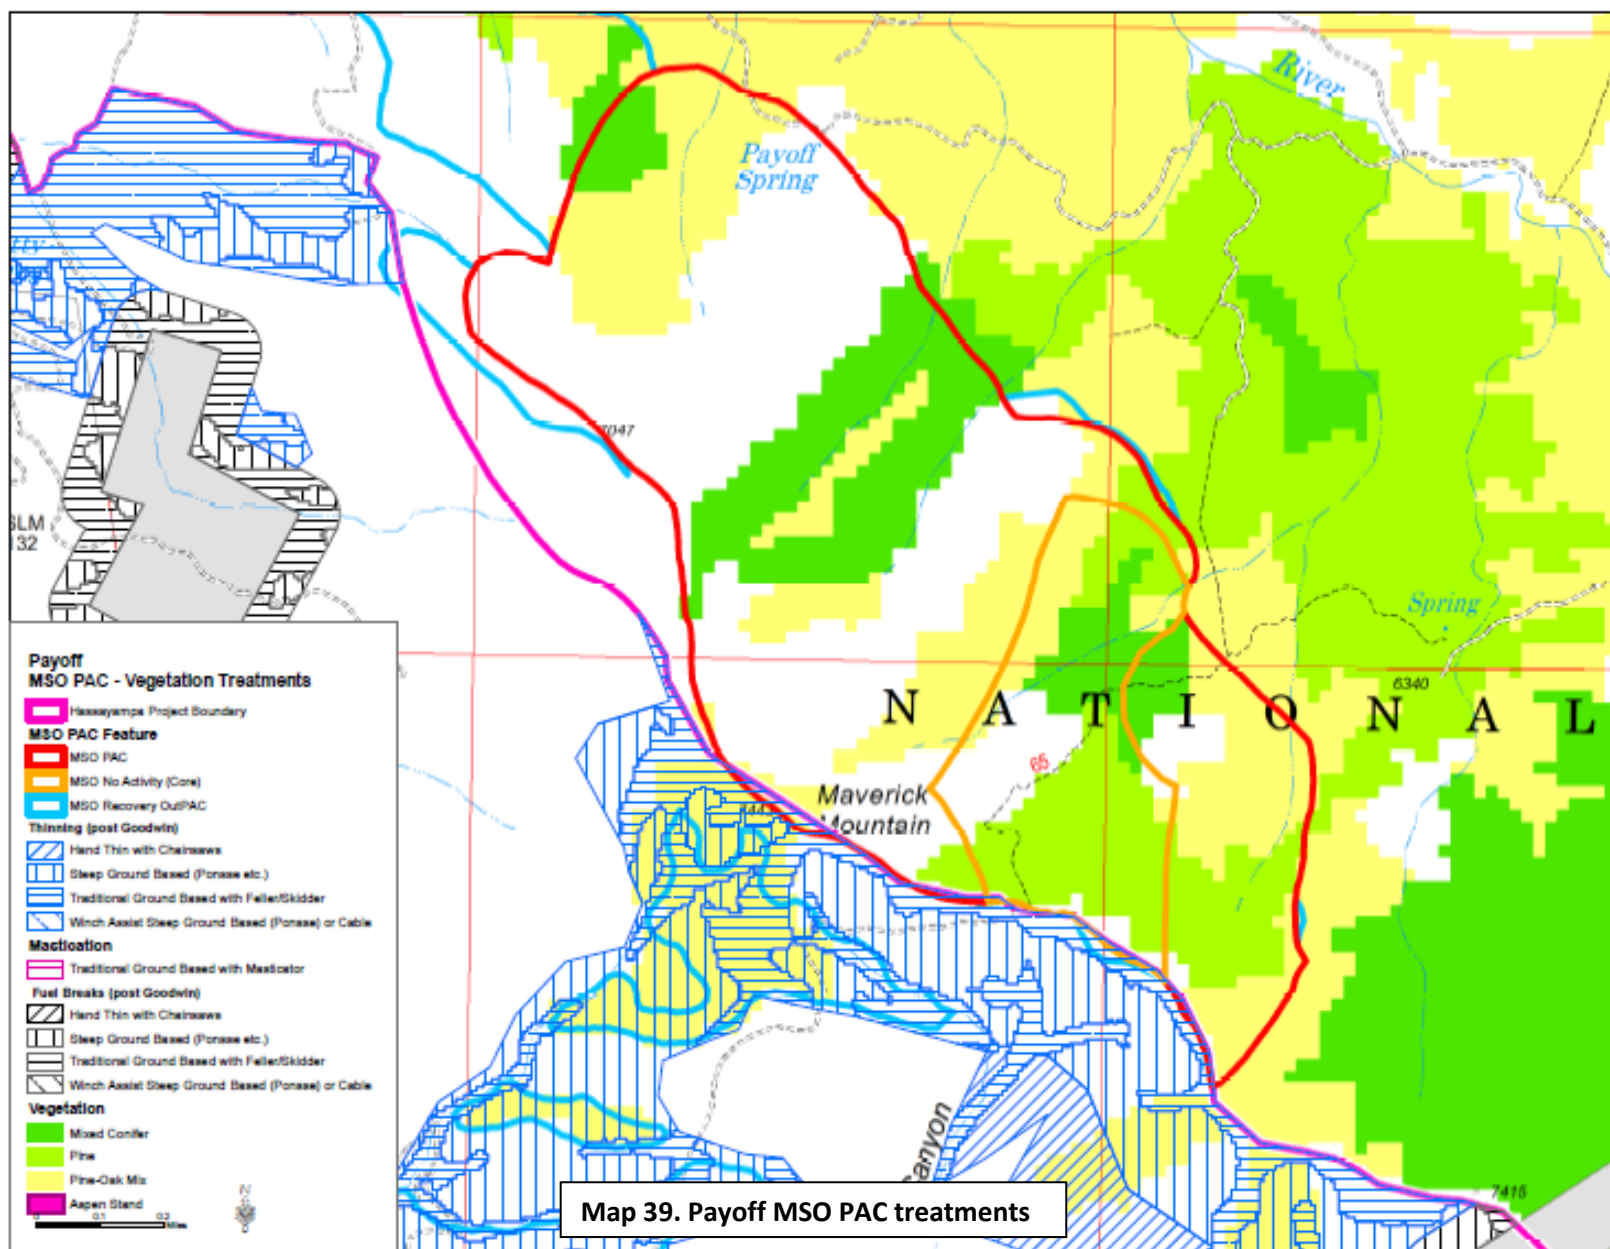 River
Payoff
Spring
7047
Spring
6340
N A T I O N A L
65
Maverick
Mountain
Canyon
7415
Payoff
MSO PAC - Vegetation Treatments
Hassayampa Project Boundary
MSO PAC Feature
MSO PAC
MSO No Activity (Core)
MSO Recovery OutPAC
Thinning (post Goodwin)
Hand Thin with Chainsaws
Steep Ground Based (Ponsse etc.)
Traditional Ground Based with Feller/Skidder
Winch Assist Steep Ground Based (Ponsse) or Cable
Mastication
Traditional Ground Based with Masticator
Fuel Breaks (post Goodwin)
Hand Thin with Chainsaws
Steep Ground Based (Ponsse etc.)
Traditional Ground Based with Feller/Skidder
Winch Assist Steep Ground Based (Ponsse) or Cable
Vegetation
Mixed Conifer
Pine
Pine-Oak Mix
Aspen Stand
0 0.1 0.2
Miles
N
Map 39. Payoff MSO PAC treatments